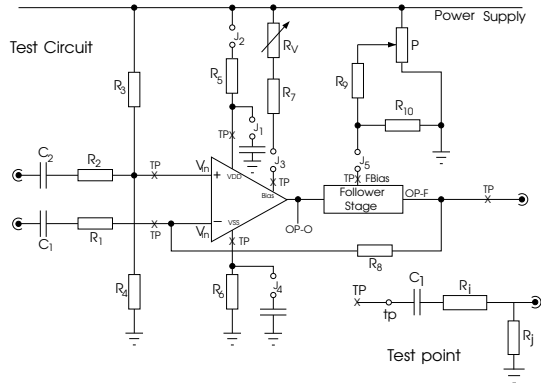 Power Supply
Test Circuit
J2
RV
P
R3
R5
R9
R7
R10
J1
TP
C2
R2
TP
Vin
+
VDD
J3
TP
J5
TP FBias
Bias
Follower
Stage
OP-F
TP
C1
R1
TP
Vin
−
VSS
TP
OP-O
R8
R4
R6
J4
TP
tp
C1
Ri
Rj
Test point